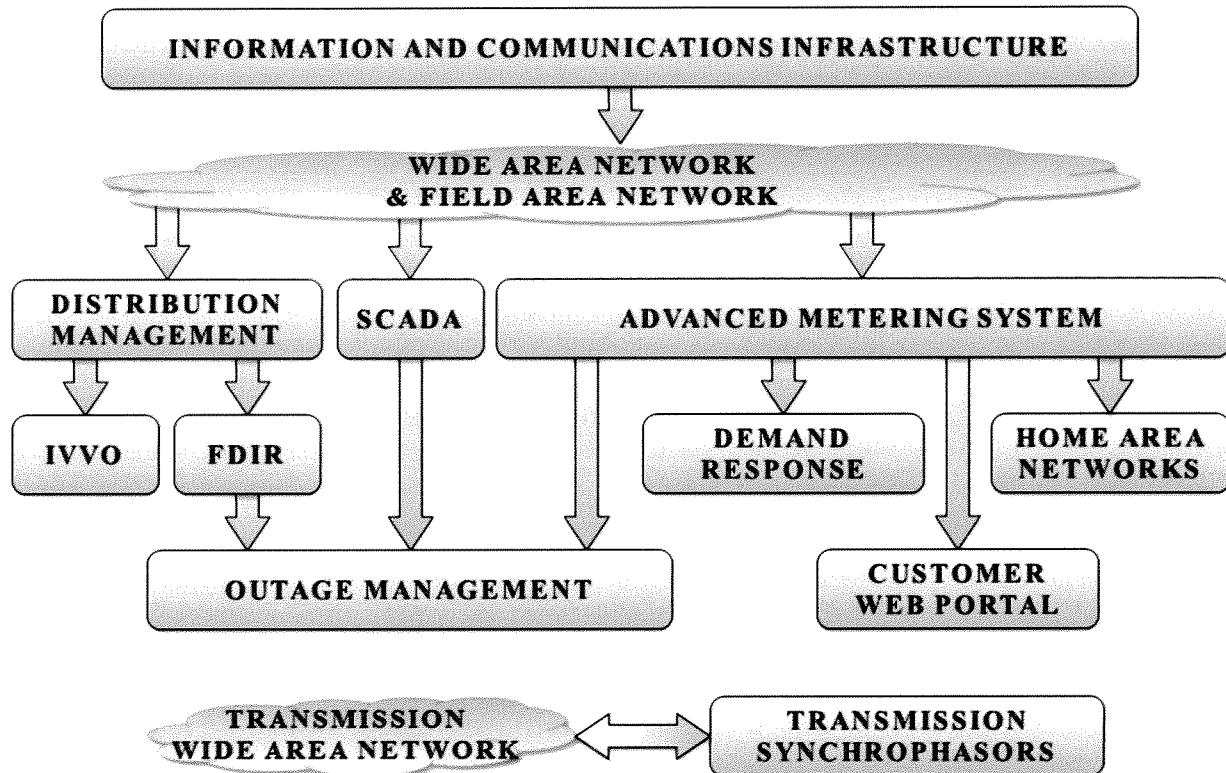 INFORMATION AND COMMUNICATIONS INFRASTRUCTURE
WIDE AREA NETWORK
& FIELD AREA NETWORK
DISTRIBUTION
MANAGEMENT
SCADA
ADVANCED METERING SYSTEM
IVVO
FDIR
DEMAND
RESPONSE
HOME AREA
NETWORKS
OUTAGE MANAGEMENT
CUSTOMER
WEB PORTAL
TRANSMISSION
WIDE AREA NETWORK
TRANSMISSION
SYNCHROPHASORS